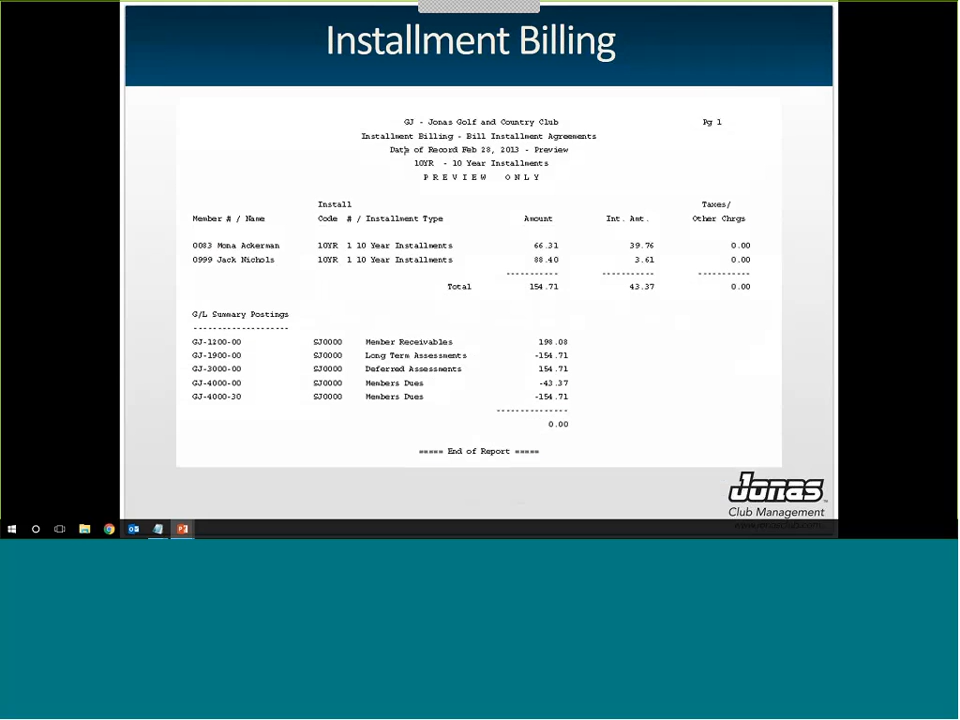 Installment Billing
GJ - Jonas Golf and Country Club Pg 1
Installment Billing - Bill Installment Agreements
Date of Record Feb 28, 2013 - Preview
10YR - 10 Year Installments
P R E V I E W O N L Y
Install Taxes/
Member # / Name Code # / Installment Type Amount Int. Amt. Other Chrgs
0083 Mona Ackerman 10YR 1 10 Year Installments 66.31 39.76 0.00
0999 Jack Nichols 10YR 1 10 Year Installments 88.40 3.61 0.00
----------- ----------- -----------
Total 154.71 43.37 0.00
G/L Summary Postings
--------------------
GJ-1200-00 SJ0000 Member Receivables 198.08
GJ-1900-00 SJ0000 Long Term Assessments -154.71
GJ-3000-00 SJ0000 Deferred Assessments 154.71
GJ-4000-00 SJ0000 Members Dues -43.37
GJ-4000-30 SJ0000 Members Dues -154.71
---------------
0.00
===== End of Report =====
Jonas
Club Management